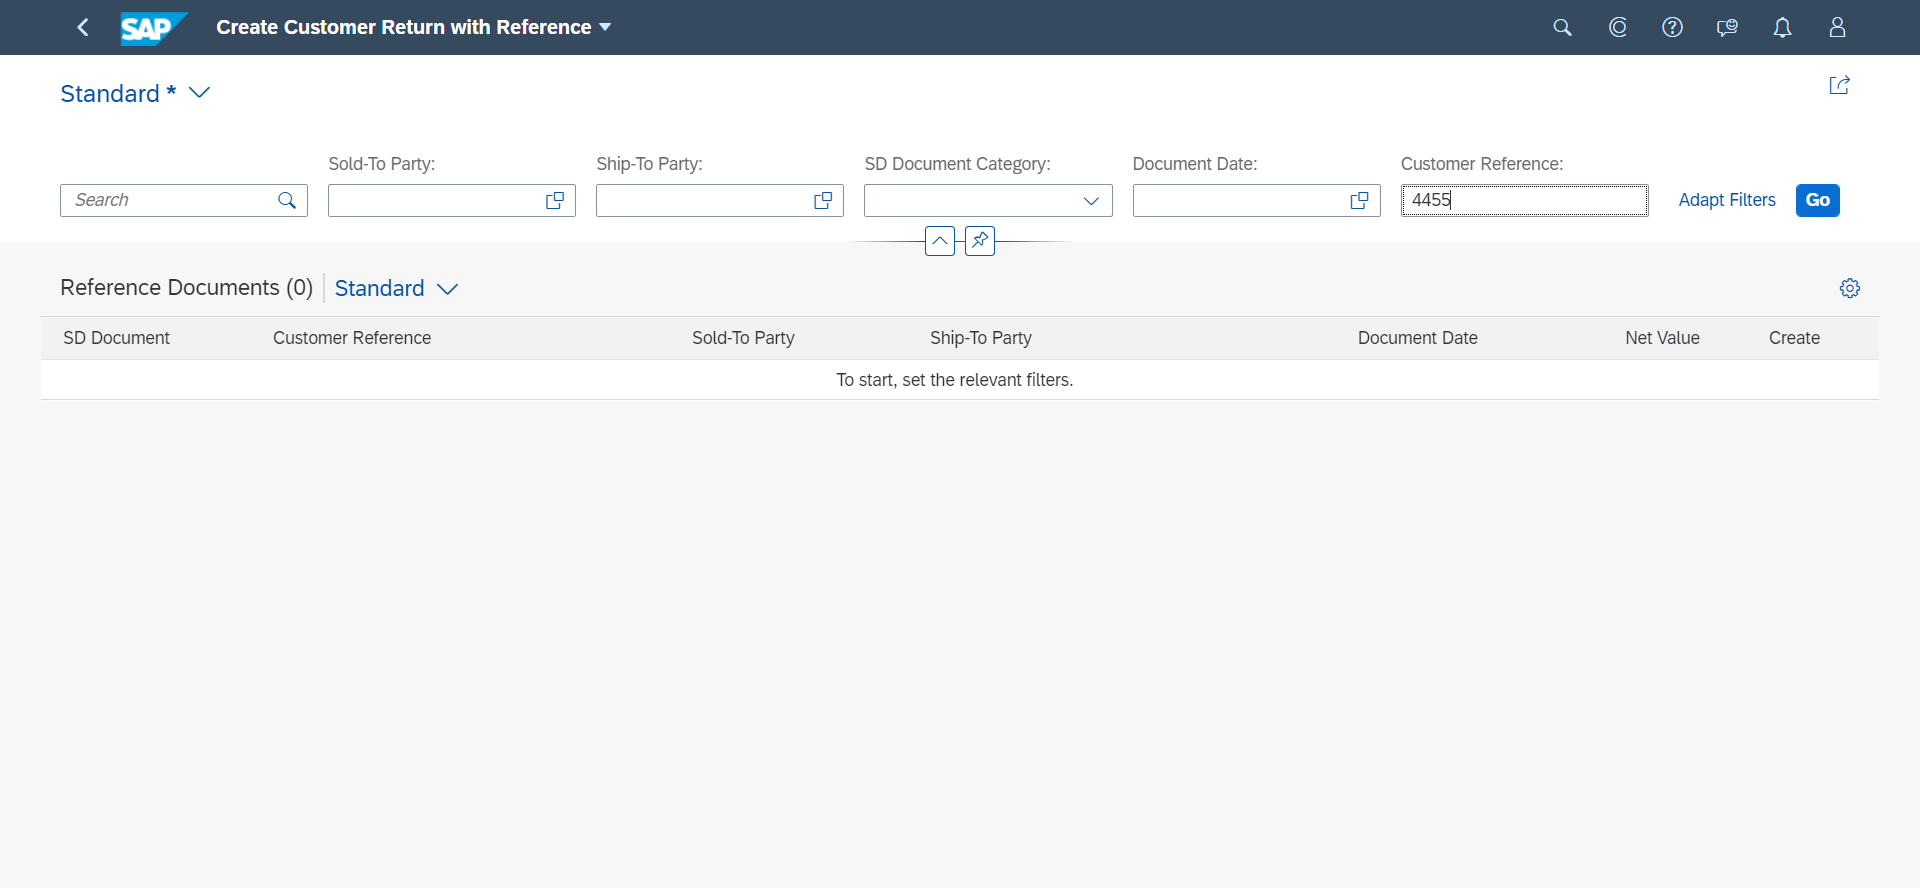 SAP Create Customer Return with Reference
Standard *
Sold-To Party: Ship-To Party: SD Document Category: Document Date: Customer Reference:
Search 4455 Adapt Filters Go
Reference Documents (0) Standard
SD Document Customer Reference Sold-To Party Ship-To Party Document Date Net Value Create
To start, set the relevant filters.